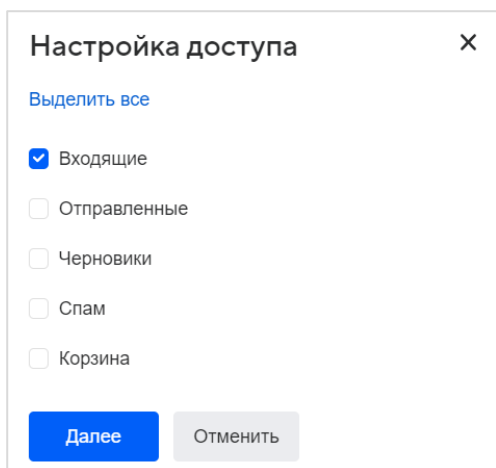 Настройка доступа
Выделить все
Входящие
Отправленные
Черновики
Спам
Корзина
Далее
Отменить